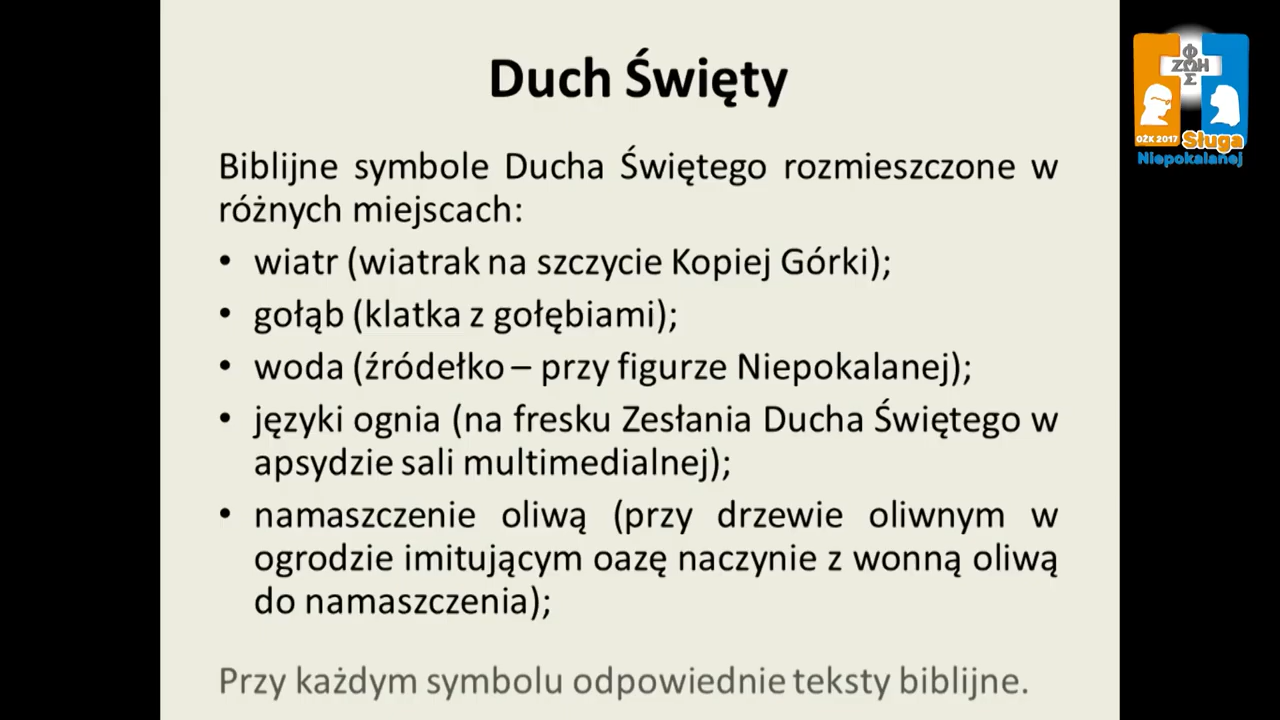 Duch Święty
Biblijne symbole Ducha Świętego rozmieszczone w
różnych miejscach:
• wiatr (wiatrak na szczycie Kopiej Górki);
• gołąb (klatka z gołębiami);
• woda (źródełko – przy figurze Niepokalanej);
• języki ognia (na fresku Zesłania Ducha Świętego w
apsydzie sali multimedialnej);
• namaszczenie oliwą (przy drzewie oliwnym w
ogrodzie imitującym oazę naczynie z wonną oliwą
do namaszczenia);
Przy każdym symbolu odpowiednie teksty biblijne.
Φ
ΖΩΗ
Σ
OŻK 2017 Sługa
Niepokalanej